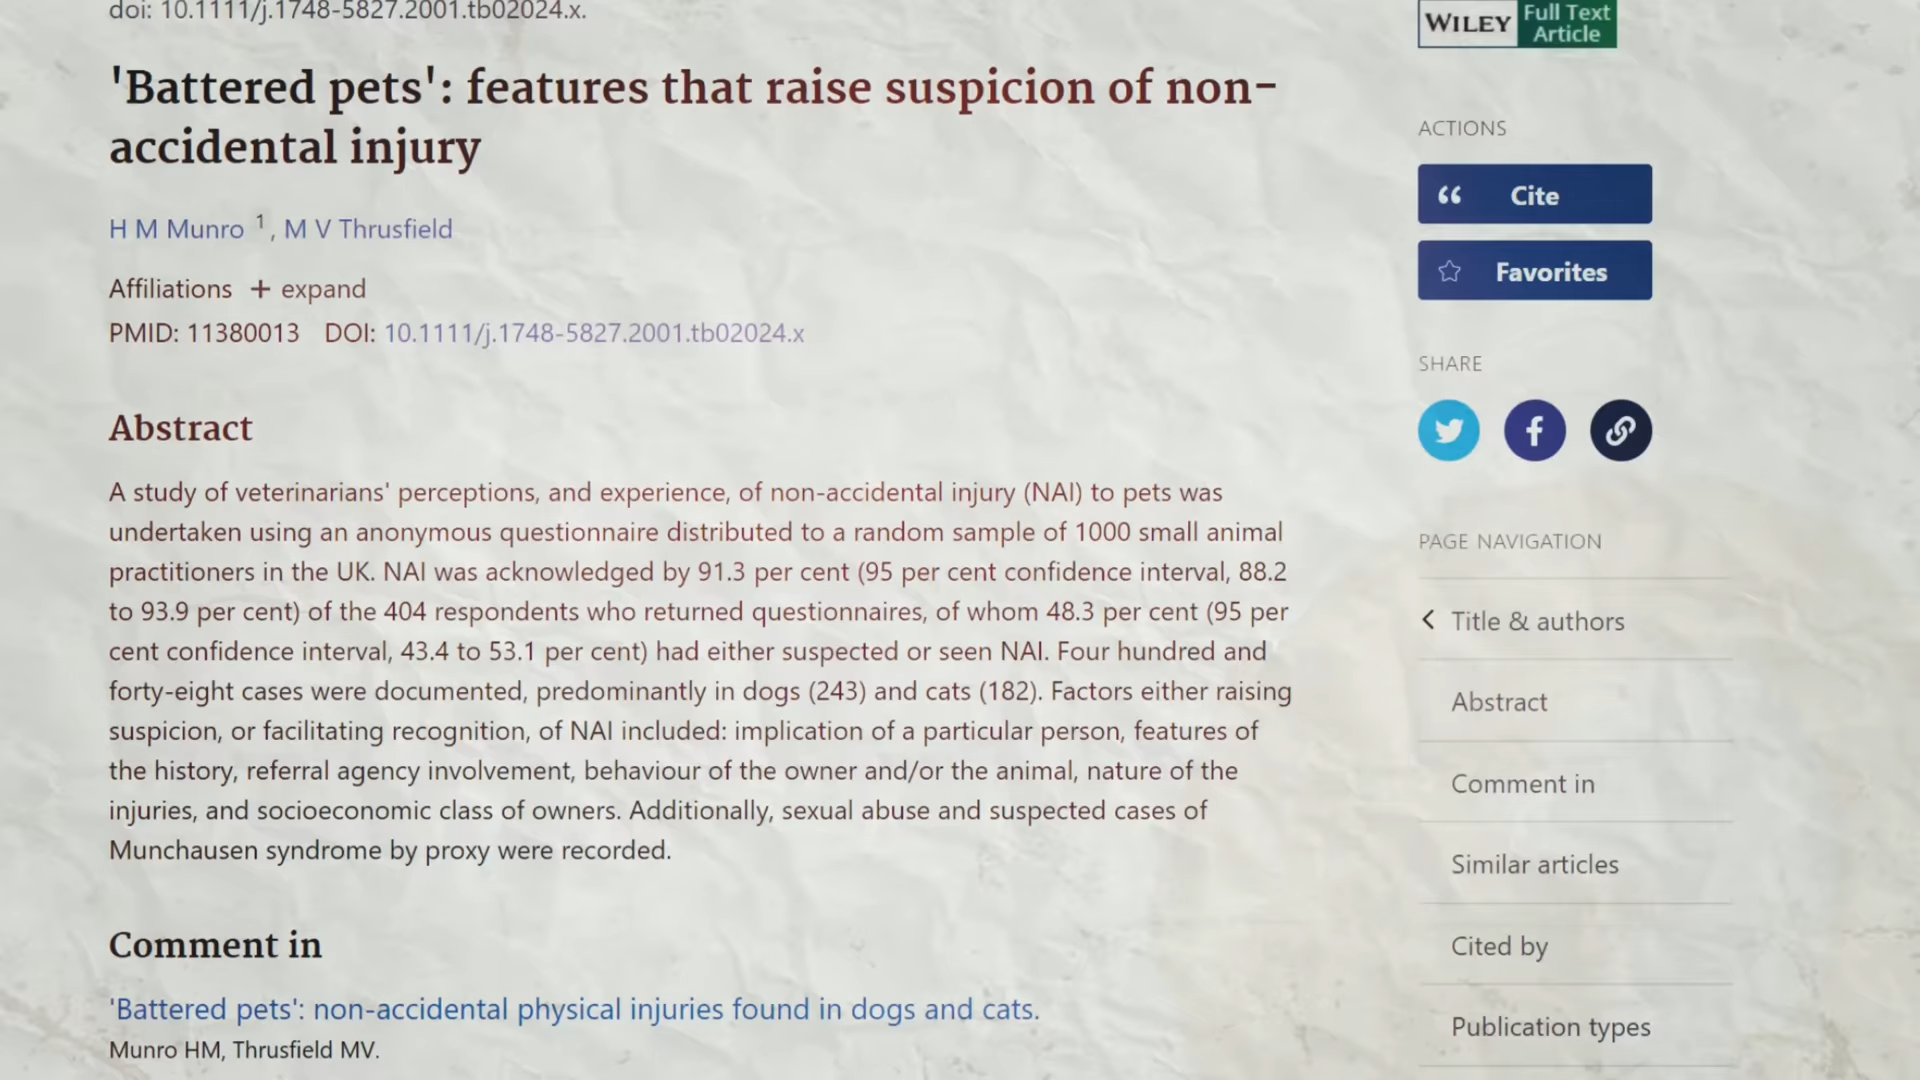 doi: 10.1111/j.1748-5827.2001.tb02024.x.
'Battered pets': features that raise suspicion of non-
accidental injury
H M Munro 1, M V Thrusfield
Affiliations + expand
PMID: 11380013 DOI: 10.1111/j.1748-5827.2001.tb02024.x
Abstract
A study of veterinarians' perceptions, and experience, of non-accidental injury (NAI) to pets was
undertaken using an anonymous questionnaire distributed to a random sample of 1000 small animal
practitioners in the UK. NAI was acknowledged by 91.3 per cent (95 per cent confidence interval, 88.2
to 93.9 per cent) of the 404 respondents who returned questionnaires, of whom 48.3 per cent (95 per
cent confidence interval, 43.4 to 53.1 per cent) had either suspected or seen NAI. Four hundred and
forty-eight cases were documented, predominantly in dogs (243) and cats (182). Factors either raising
suspicion, or facilitating recognition, of NAI included: implication of a particular person, features of
the history, referral agency involvement, behaviour of the owner and/or the animal, nature of the
injuries, and socioeconomic class of owners. Additionally, sexual abuse and suspected cases of
Munchausen syndrome by proxy were recorded.
Comment in
'Battered pets': non-accidental physical injuries found in dogs and cats.
Munro HM, Thrusfield MV.
WILEY Full Text
Article
ACTIONS
Cite
Favorites
SHARE
PAGE NAVIGATION
Title & authors
Abstract
Comment in
Similar articles
Cited by
Publication types